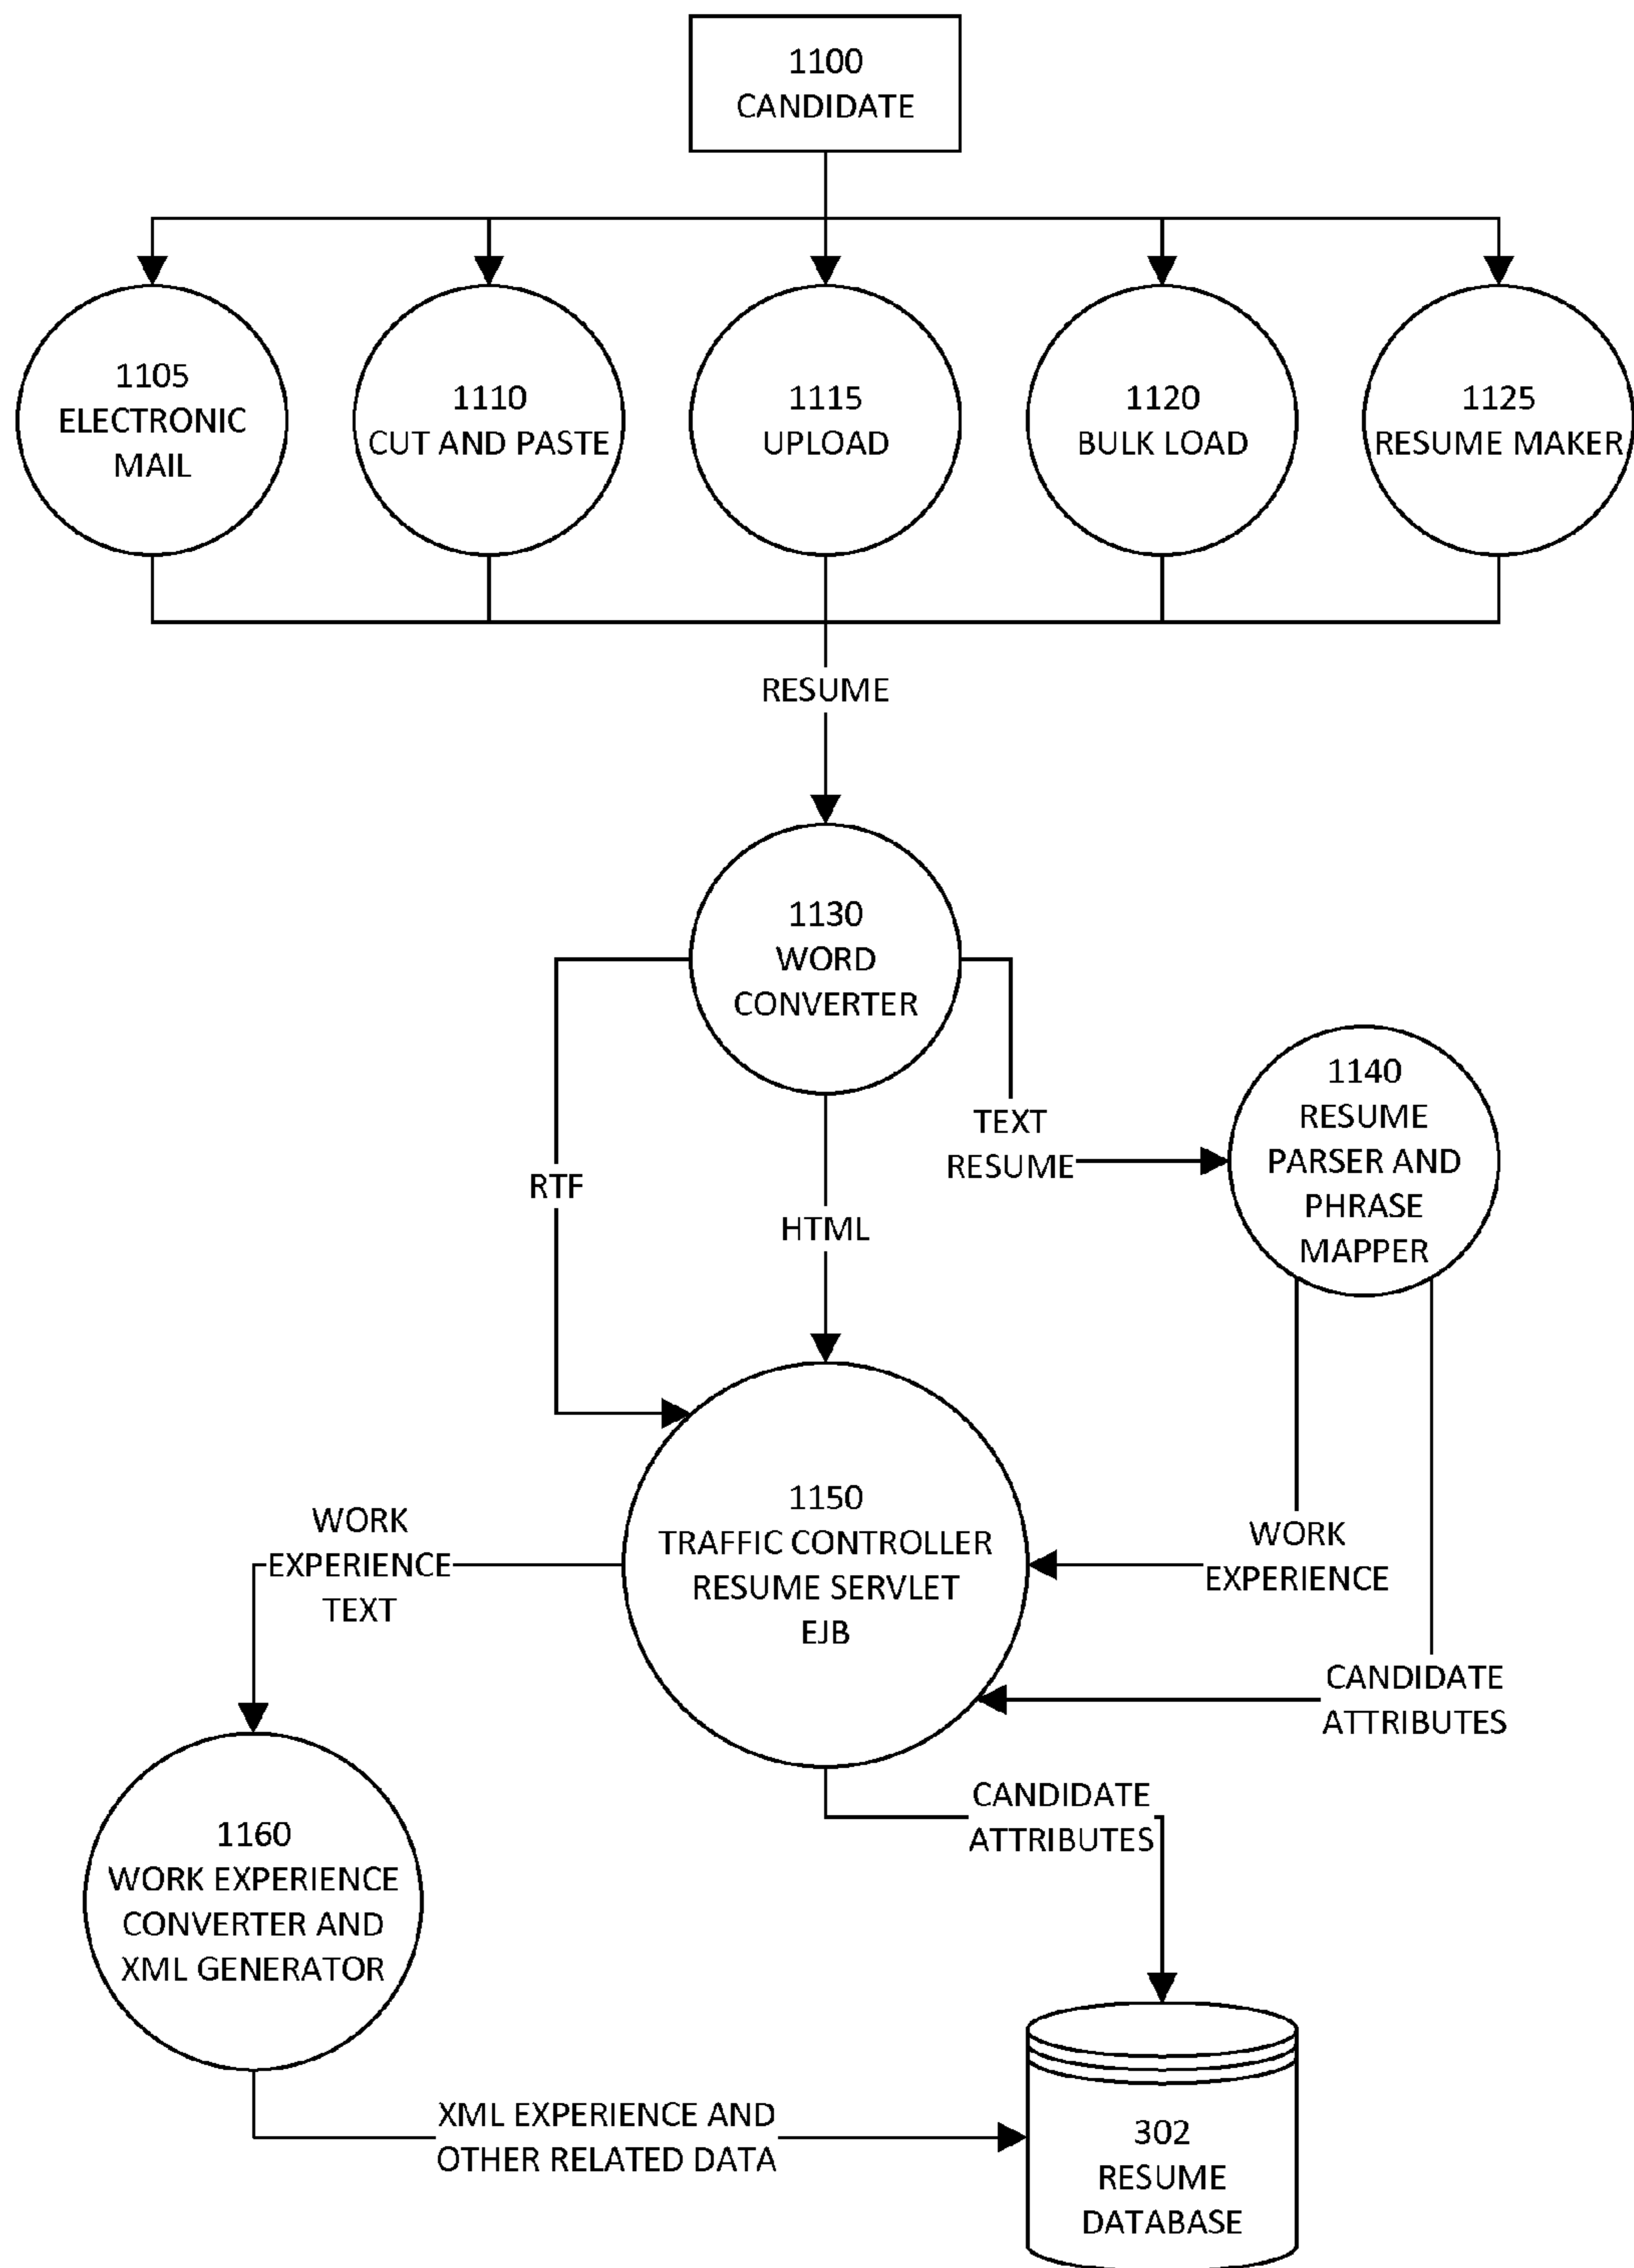 1100
CANDIDATE
1105
ELECTRONIC
MAIL
1110
CUT AND PASTE
1115
UPLOAD
1120
BULK LOAD
1125
RESUME MAKER
RESUME
1130
WORD
CONVERTER
TEXT
RESUME
1140
RESUME
PARSER AND
PHRASE
MAPPER
RTF
HTML
1150
TRAFFIC CONTROLLER
RESUME SERVLET
EJB
WORK
EXPERIENCE
TEXT
WORK
EXPERIENCE
CANDIDATE
ATTRIBUTES
CANDIDATE
ATTRIBUTES
1160
WORK EXPERIENCE
CONVERTER AND
XML GENERATOR
XML EXPERIENCE AND
OTHER RELATED DATA
302
RESUME
DATABASE